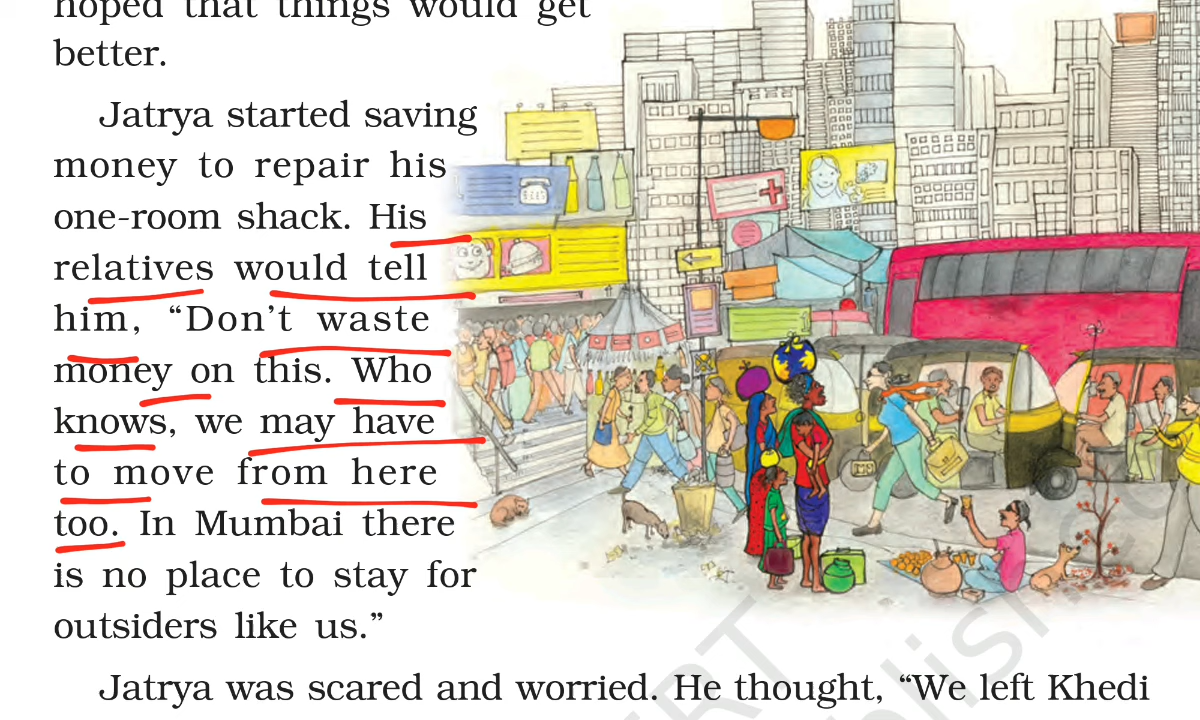 hoped that things would get
better.
Jatrya started saving
money to repair his
one-room shack. His
relatives would tell
him, “Don’t waste
money on this. Who
knows, we may have
to move from here
too. In Mumbai there
is no place to stay for
outsiders like us.”
Jatrya was scared and worried. He thought, “We left Khedi